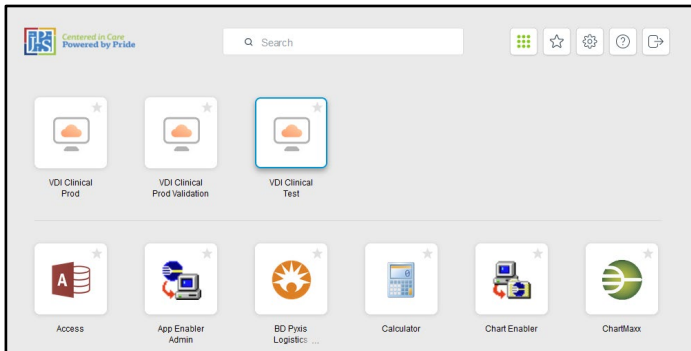 Centered in Care
Powered by Pride
Search
VDI Clinical
Prod
VDI Clinical
Prod Validation
VDI Clinical
Test
Access
App Enabler
Admin
BD Pyxis
Logistics ...
Calculator
Chart Enabler
ChartMaxx